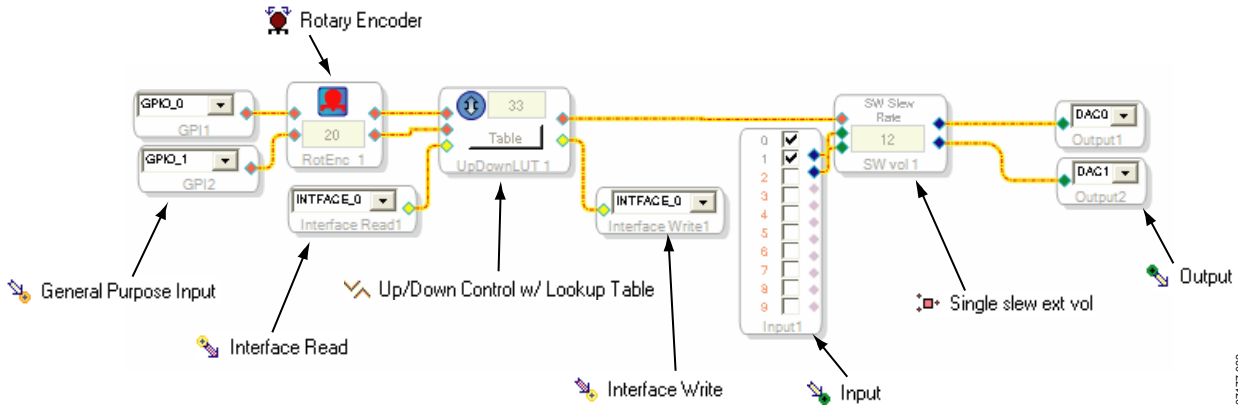 Rotary Encoder
GPIO_0
GPI1
GPIO_1
GPI2
20
RotEnc 1
33
Table
UpDownLUT 1
INTFACE_0
Interface Read1
INTFACE_0
Interface Write1
0
1
2
3
4
5
6
7
8
9
Input1
SW Slew
Rate
12
SW vol 1
DAC0
Output1
DAC1
Output2
General Purpose Input
Interface Read
Up/Down Control w/ Lookup Table
Interface Write
Input
Single slew ext vol
Output